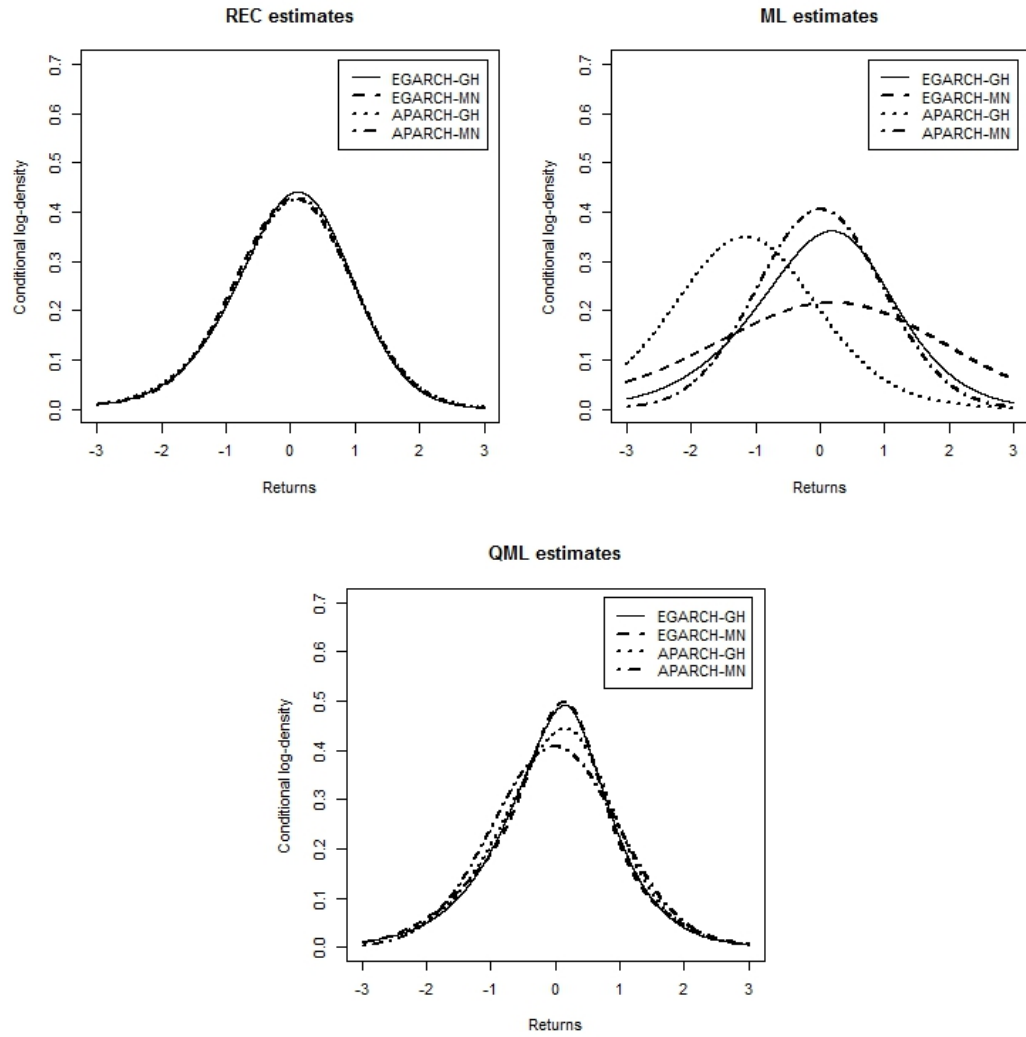 REC estimates
Conditional log-density
0.7
0.6
0.5
0.4
0.3
0.2
0.1
0.0
EGARCH-GH
EGARCH-MN
APARCH-GH
APARCH-MN
-3 -2 -1 0 1 2 3
Returns
ML estimates
Conditional log-density
0.7
0.6
0.5
0.4
0.3
0.2
0.1
0.0
EGARCH-GH
EGARCH-MN
APARCH-GH
APARCH-MN
-3 -2 -1 0 1 2 3
Returns
QML estimates
Conditional log-density
0.7
0.6
0.5
0.4
0.3
0.2
0.1
0.0
EGARCH-GH
EGARCH-MN
APARCH-GH
APARCH-MN
-3 -2 -1 0 1 2 3
Returns